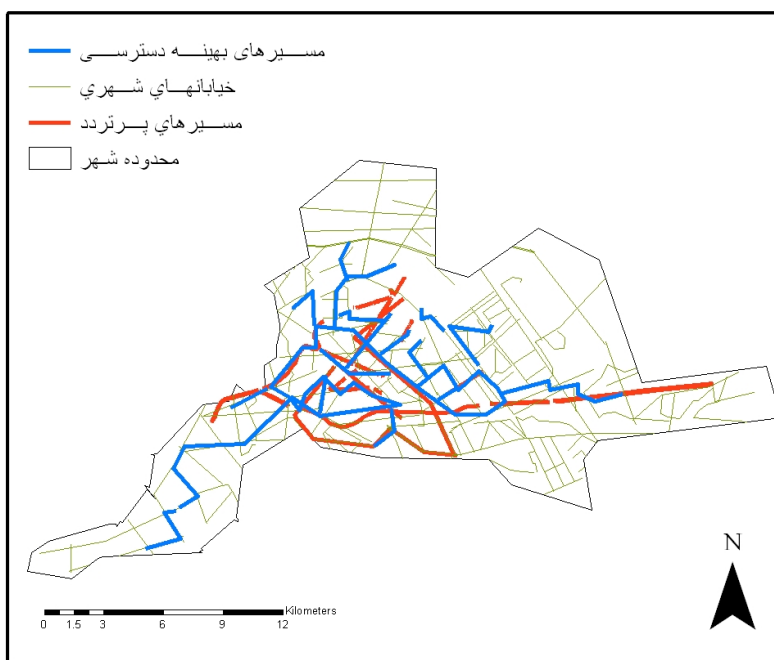 مسیرهای بهینه دسترسی
خیابانهاي شهري
مسیرهاي پرتردد
محدوده شهر
N
Kilometers
0 1.5 3 6 9 12